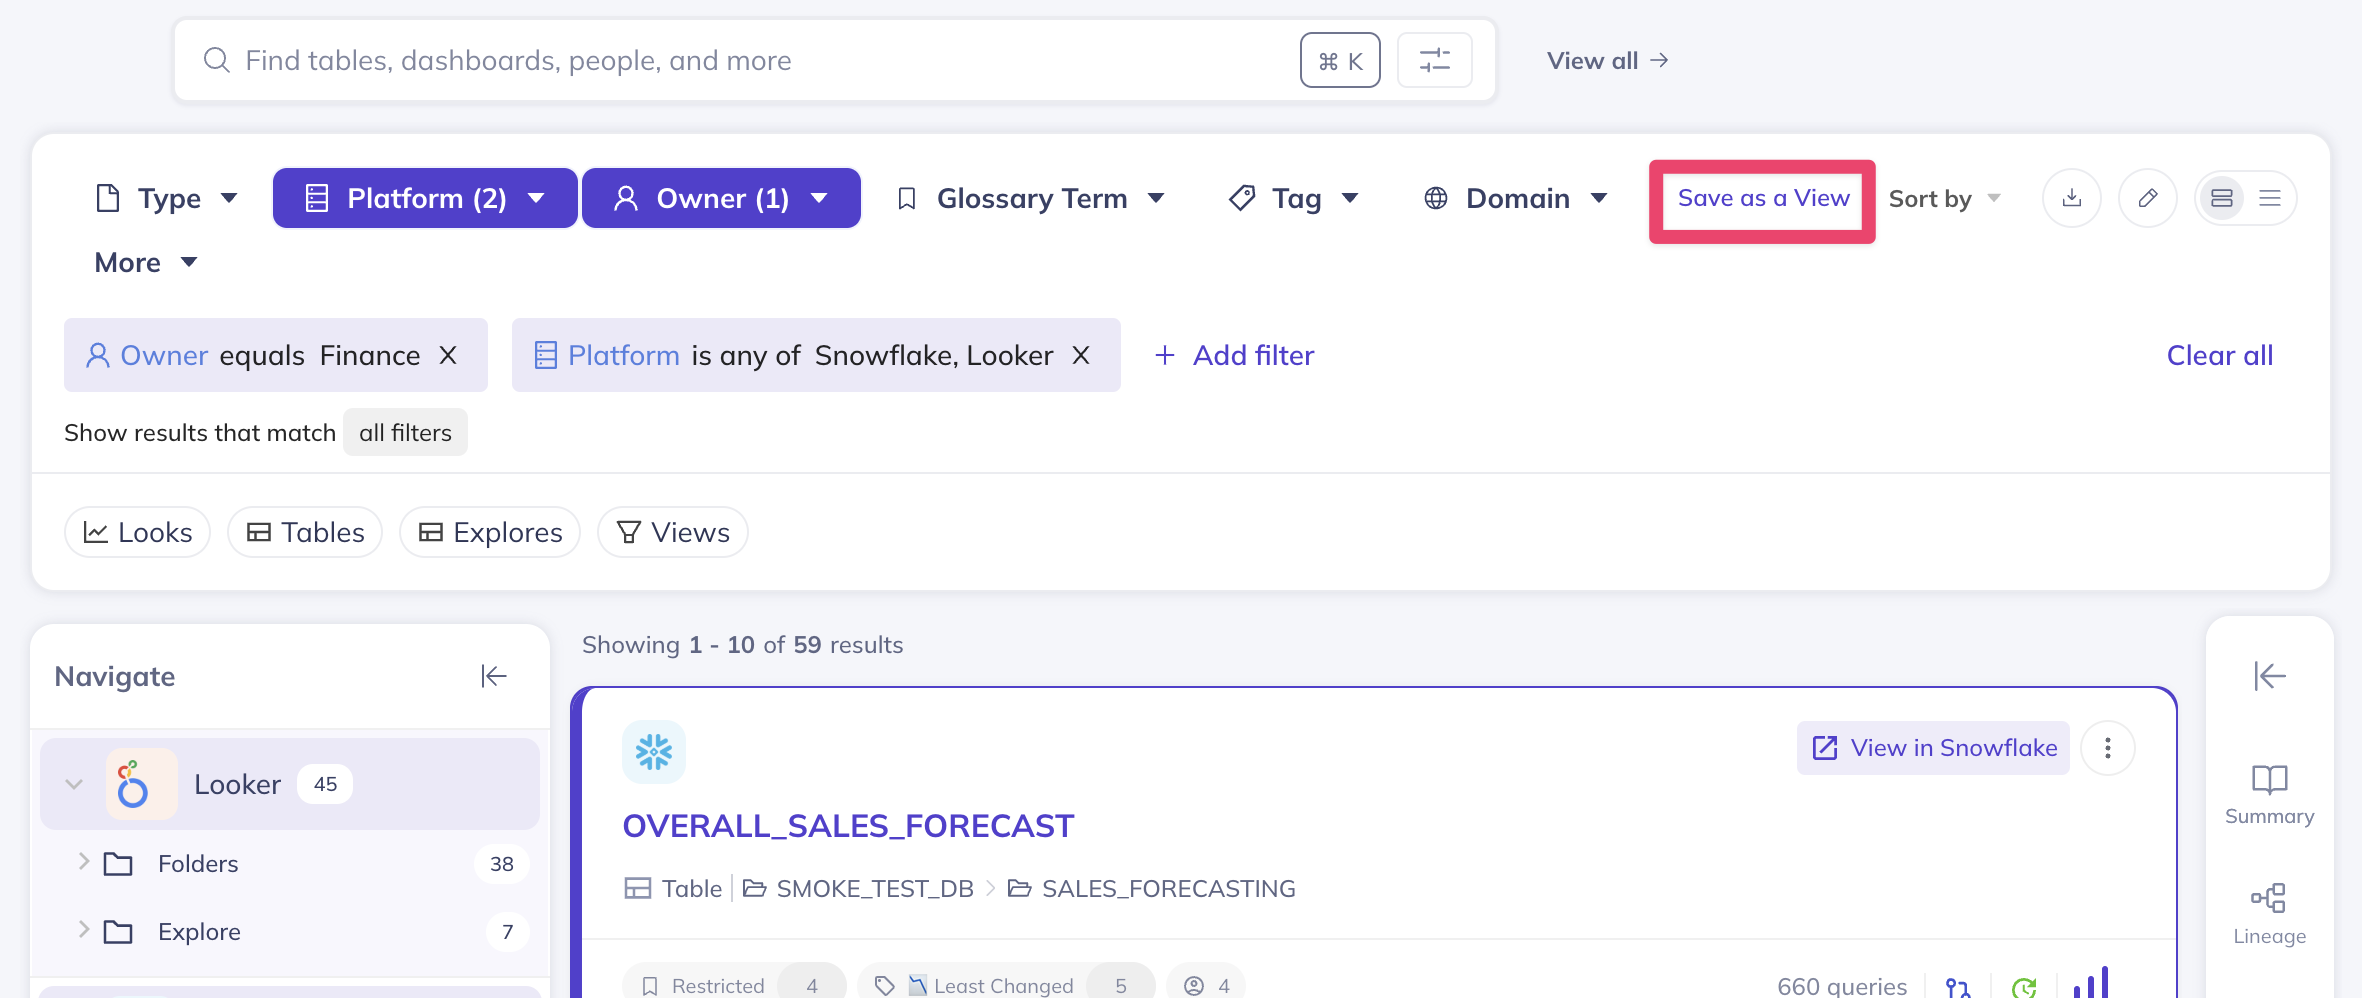 Find tables, dashboards, people, and more ⌘ K View all →
Type Platform (2) Owner (1) Glossary Term Tag Domain Save as a View Sort by
More
Owner equals Finance X Platform is any of Snowflake, Looker X + Add filter Clear all
Show results that match all filters
Looks Tables Explores Views
Showing 1 - 10 of 59 results
Navigate
View in Snowflake
Looker 45
Summary
OVERALL_SALES_FORECAST
Folders 38
Table SMOKE_TEST_DB SALES_FORECASTING
Explore 7
Lineage
Restricted 4 Least Changed 5 4 660 queries